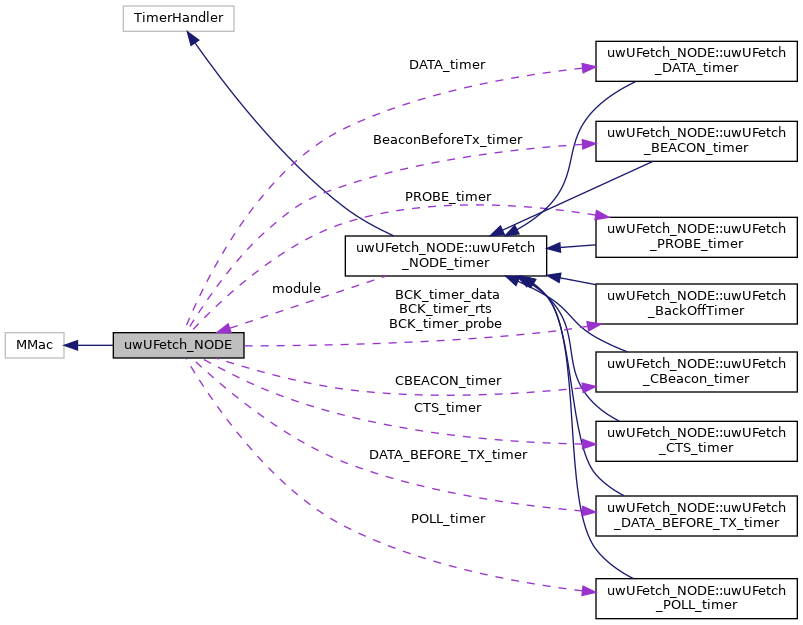 TimerHandler
DATA_timer
uwUFetch_NODE::uwUFetch
_DATA_timer
BeaconBeforeTx_timer
uwUFetch_NODE::uwUFetch
_BEACON_timer
PROBE_timer
uwUFetch_NODE::uwUFetch
_PROBE_timer
uwUFetch_NODE::uwUFetch
_NODE_timer
module
BCK_timer_data
BCK_timer_rts
BCK_timer_probe
uwUFetch_NODE::uwUFetch
_BackOffTimer
MMac
uwUFetch_NODE
uwUFetch_NODE::uwUFetch
_CBeacon_timer
CBEACON_timer
CTS_timer
uwUFetch_NODE::uwUFetch
_CTS_timer
DATA_BEFORE_TX_timer
uwUFetch_NODE::uwUFetch
_DATA_BEFORE_TX_timer
POLL_timer
uwUFetch_NODE::uwUFetch
_POLL_timer